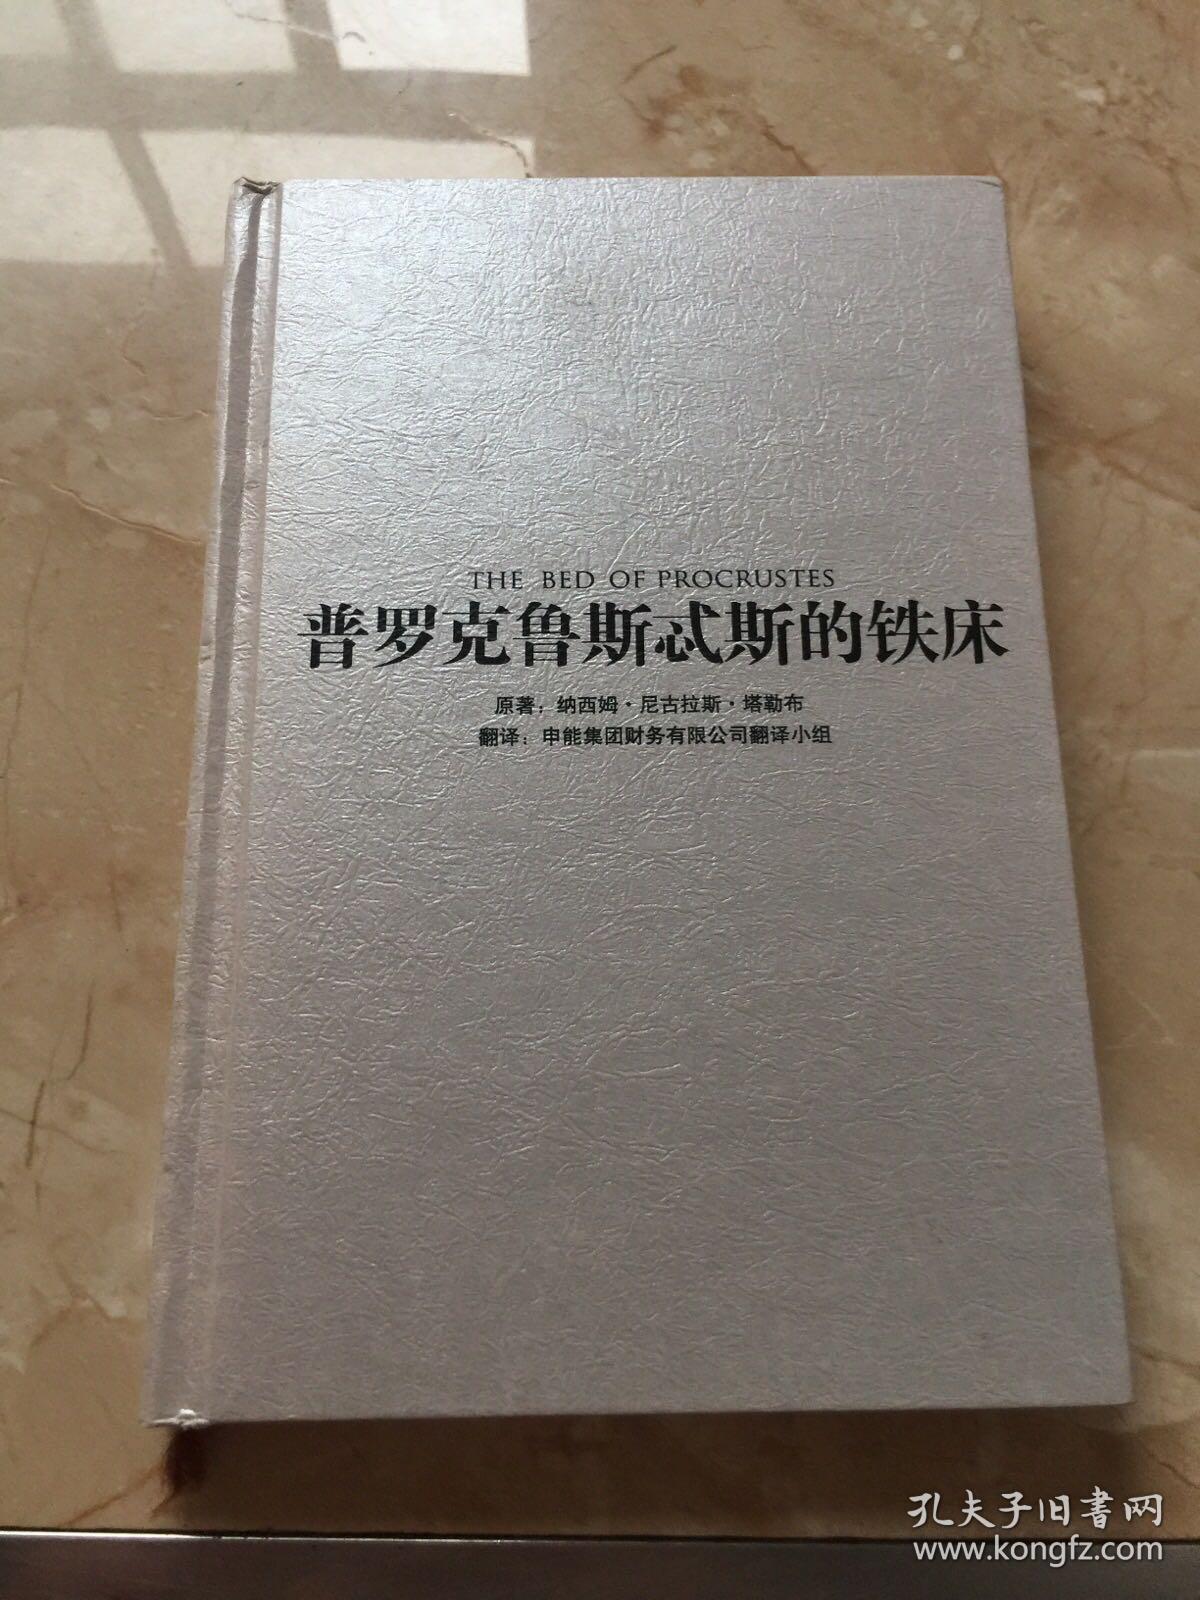 THE BED OF PROCRUSTES
普罗克鲁斯忒斯的铁床
原著：纳西姆·尼古拉斯·塔勒布
翻译：申能集团财务有限公司翻译小组
孔夫子旧書网
www.kongfz.com